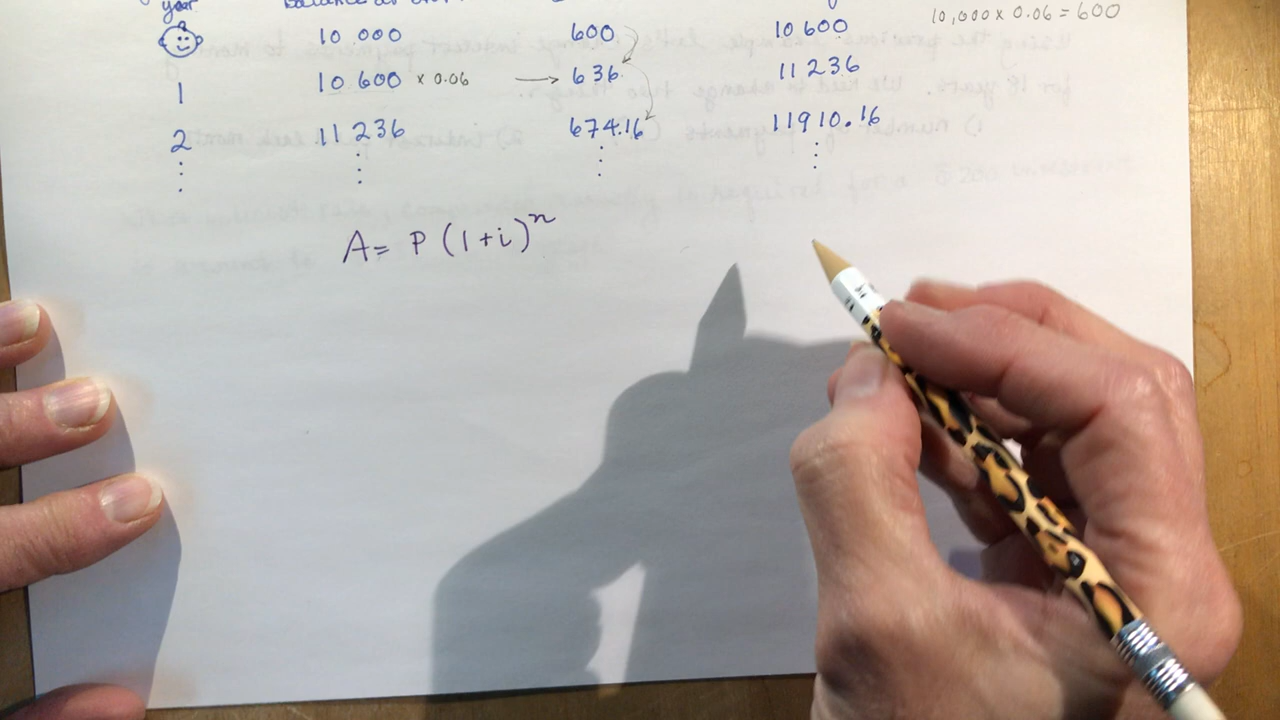 year
10,000 x 0.06 = 600
10 000 600 10 600
1 10 600 x 0.06 → 636 11 236
2 11 236 674.16 11910.16
A = P (1+i)^n